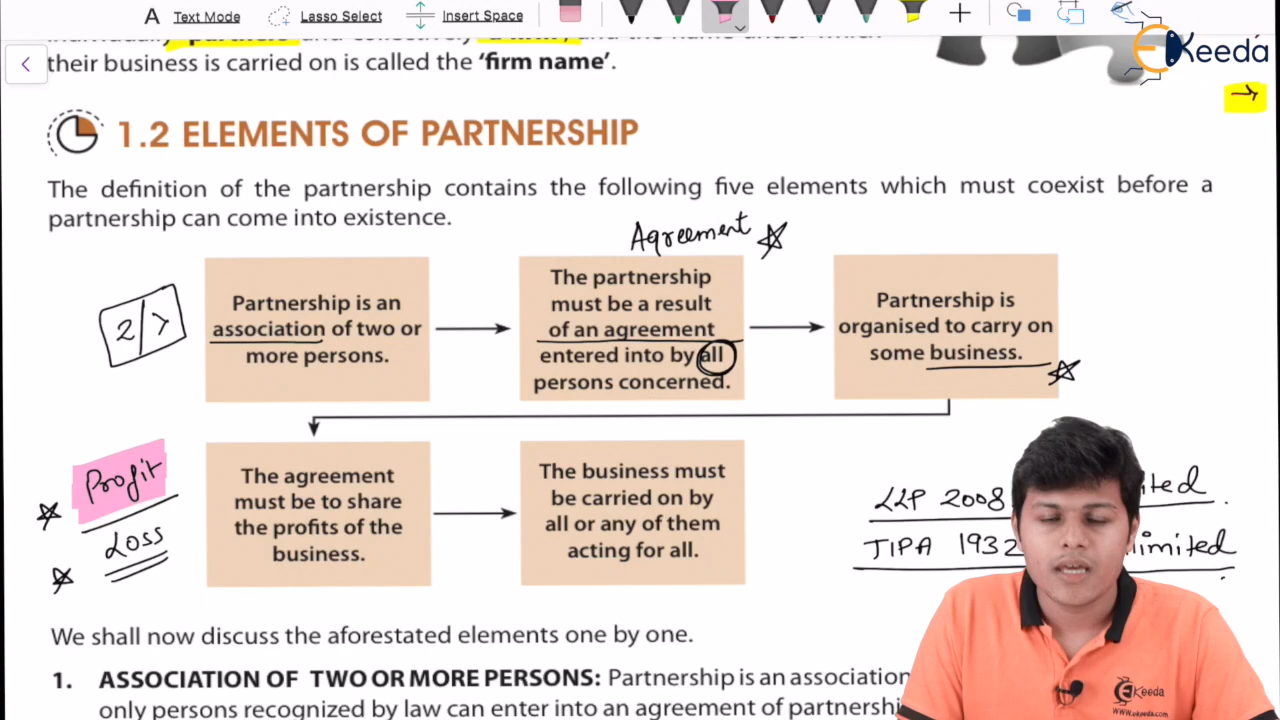 Text Mode
Lasso Select
Insert Space
their business is carried on is called the ‘firm name’.
Keeda
1.2 ELEMENTS OF PARTNERSHIP
The definition of the partnership contains the following five elements which must coexist before a
partnership can come into existence.
Agreement
2/>
Partnership is an
association of two or
more persons.
The partnership
must be a result
of an agreement
entered into by all
persons concerned.
Partnership is
organised to carry on
some business.
Profit
Loss
The agreement
must be to share
the profits of the
business.
The business must
be carried on by
all or any of them
acting for all.
LLP 2008
TIPA 1932
We shall now discuss the aforestated elements one by one.
1. ASSOCIATION OF TWO OR MORE PERSONS: Partnership is an association
only persons recognized by law can enter into an agreement of
Keeda
www.ekeeda.com